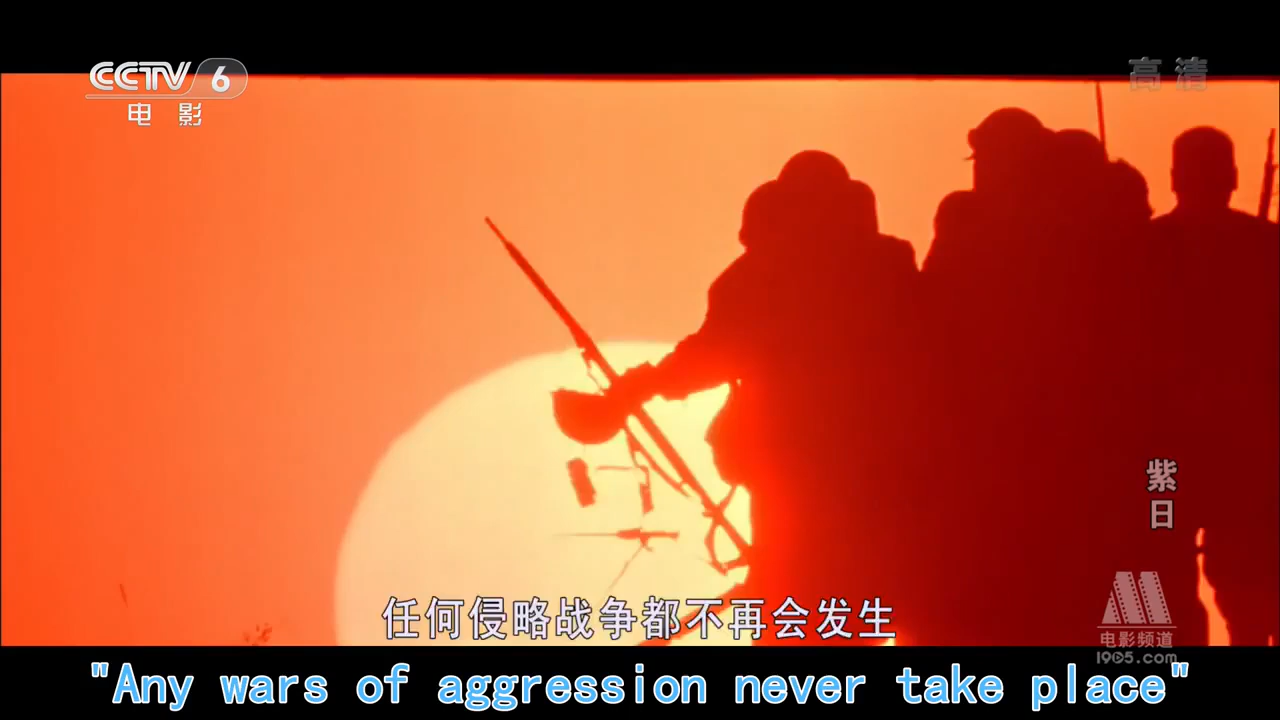 CCTV 6
高清
电影
紫日
任何侵略战争都不再会发生
电影频道
1905.com
"Any wars of aggression never take place"